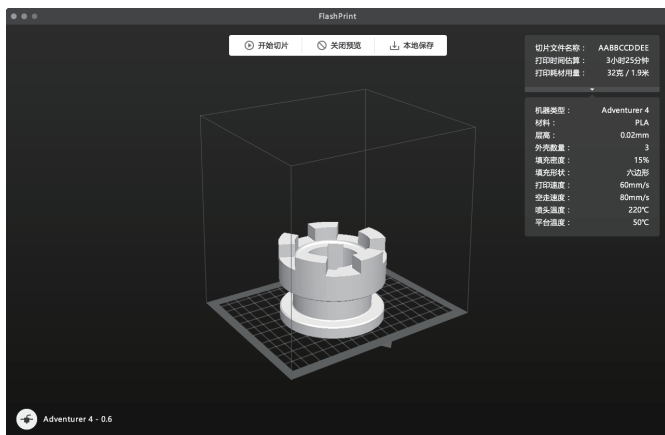 FlashPrint
开始切片 关闭预览 本地保存
切片文件名称： AABBCCDDEE
打印时间估算： 3小时25分钟
打印耗材用量： 32克 / 1.9米
机器类型： Adventurer 4
材料： PLA
层高： 0.02mm
外壳数量： 3
填充密度： 15%
填充形状： 六边形
打印速度： 60mm/s
空走速度： 80mm/s
喷头温度： 220℃
平台温度： 50℃
Adventurer 4 - 0.6